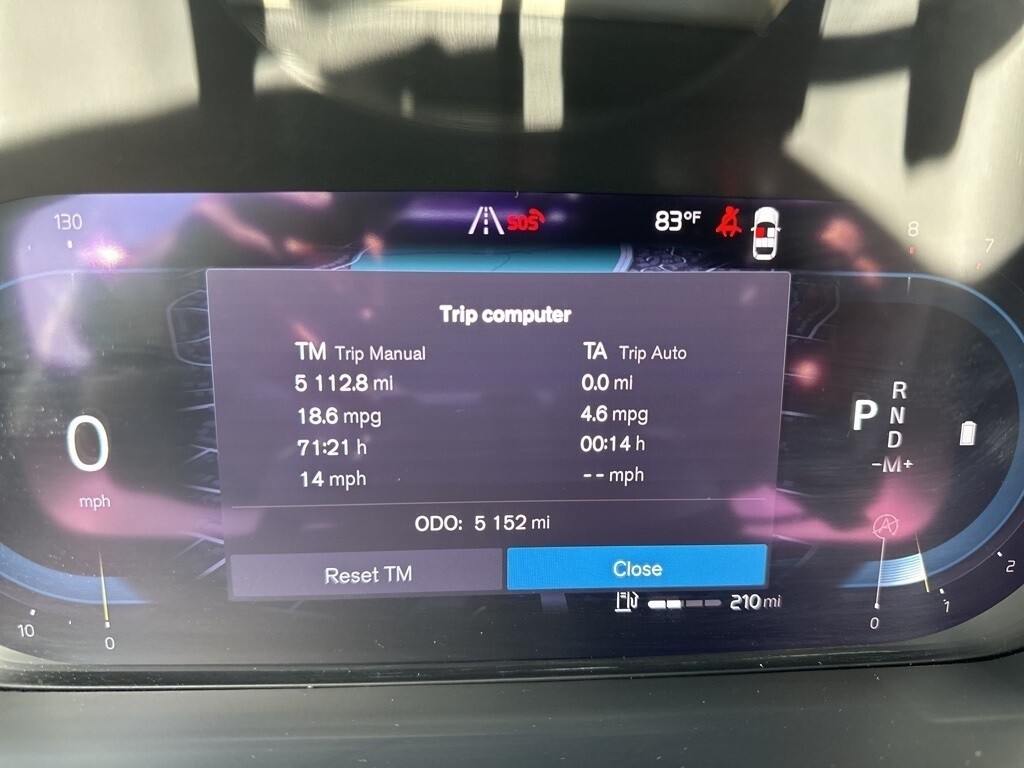 130
SOS
83°F
8
7
Trip computer
TM Trip Manual
TA Trip Auto
5 112.8 mi
0.0 mi
18.6 mpg
4.6 mpg
71:21 h
00:14 h
14 mph
-- mph
ODO: 5 152 mi
Reset TM
Close
0
mph
P
R
N
D
-M+
A
210 mi
10
0
0
1
2